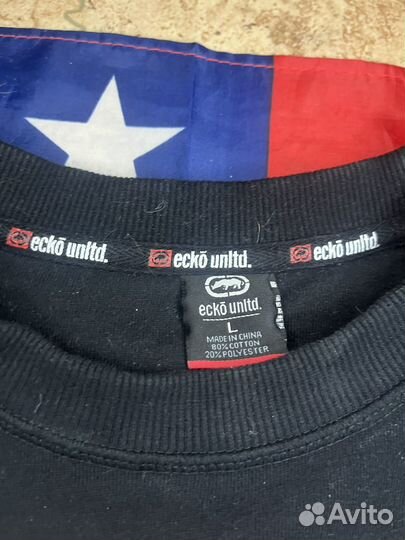 ecko unltd.
ecko unltd.
ecko unltd.
ecko unltd.
L
MADE IN CHINA
80% COTTON
20% POLYESTER
Avito